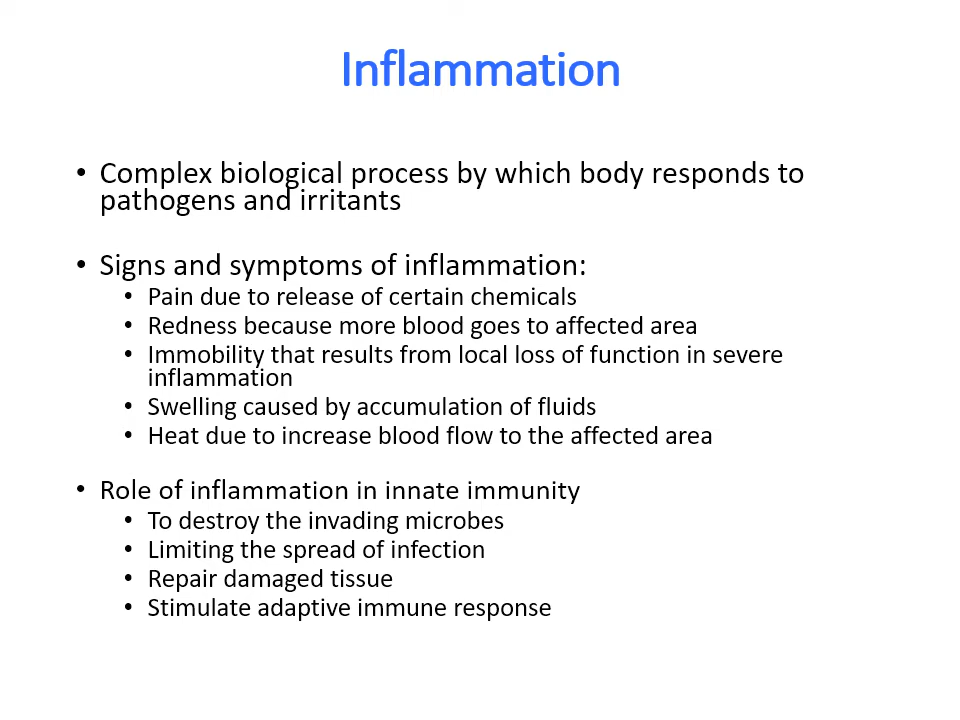 Inflammation
• Complex biological process by which body responds to
pathogens and irritants
• Signs and symptoms of inflammation:
• Pain due to release of certain chemicals
• Redness because more blood goes to affected area
• Immobility that results from local loss of function in severe
inflammation
• Swelling caused by accumulation of fluids
• Heat due to increase blood flow to the affected area
• Role of inflammation in innate immunity
• To destroy the invading microbes
• Limiting the spread of infection
• Repair damaged tissue
• Stimulate adaptive immune response